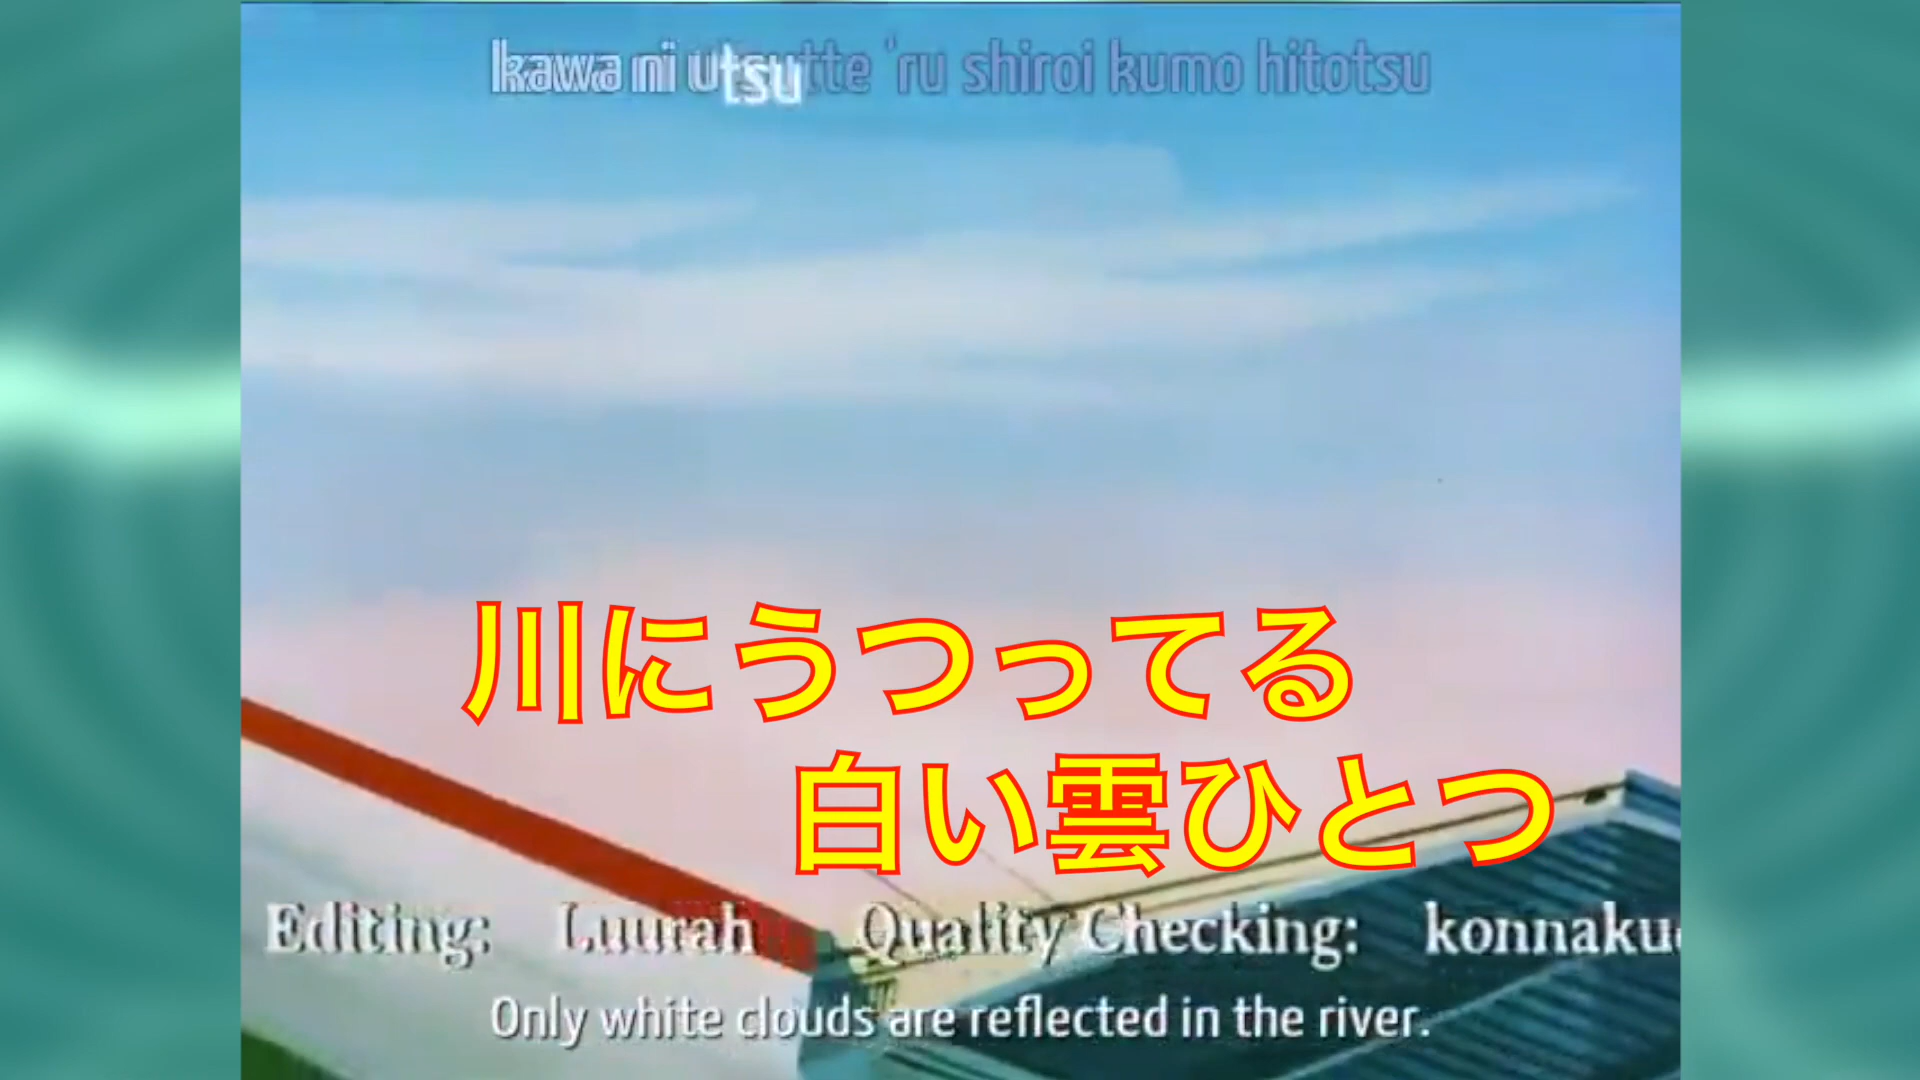 kawa ni utsutte 'ru shiroi kumo hitotsu
川にうつってる
白い雲ひとつ
Editing: Luurah Quality Checking:
Only white clouds are reflected in the river.